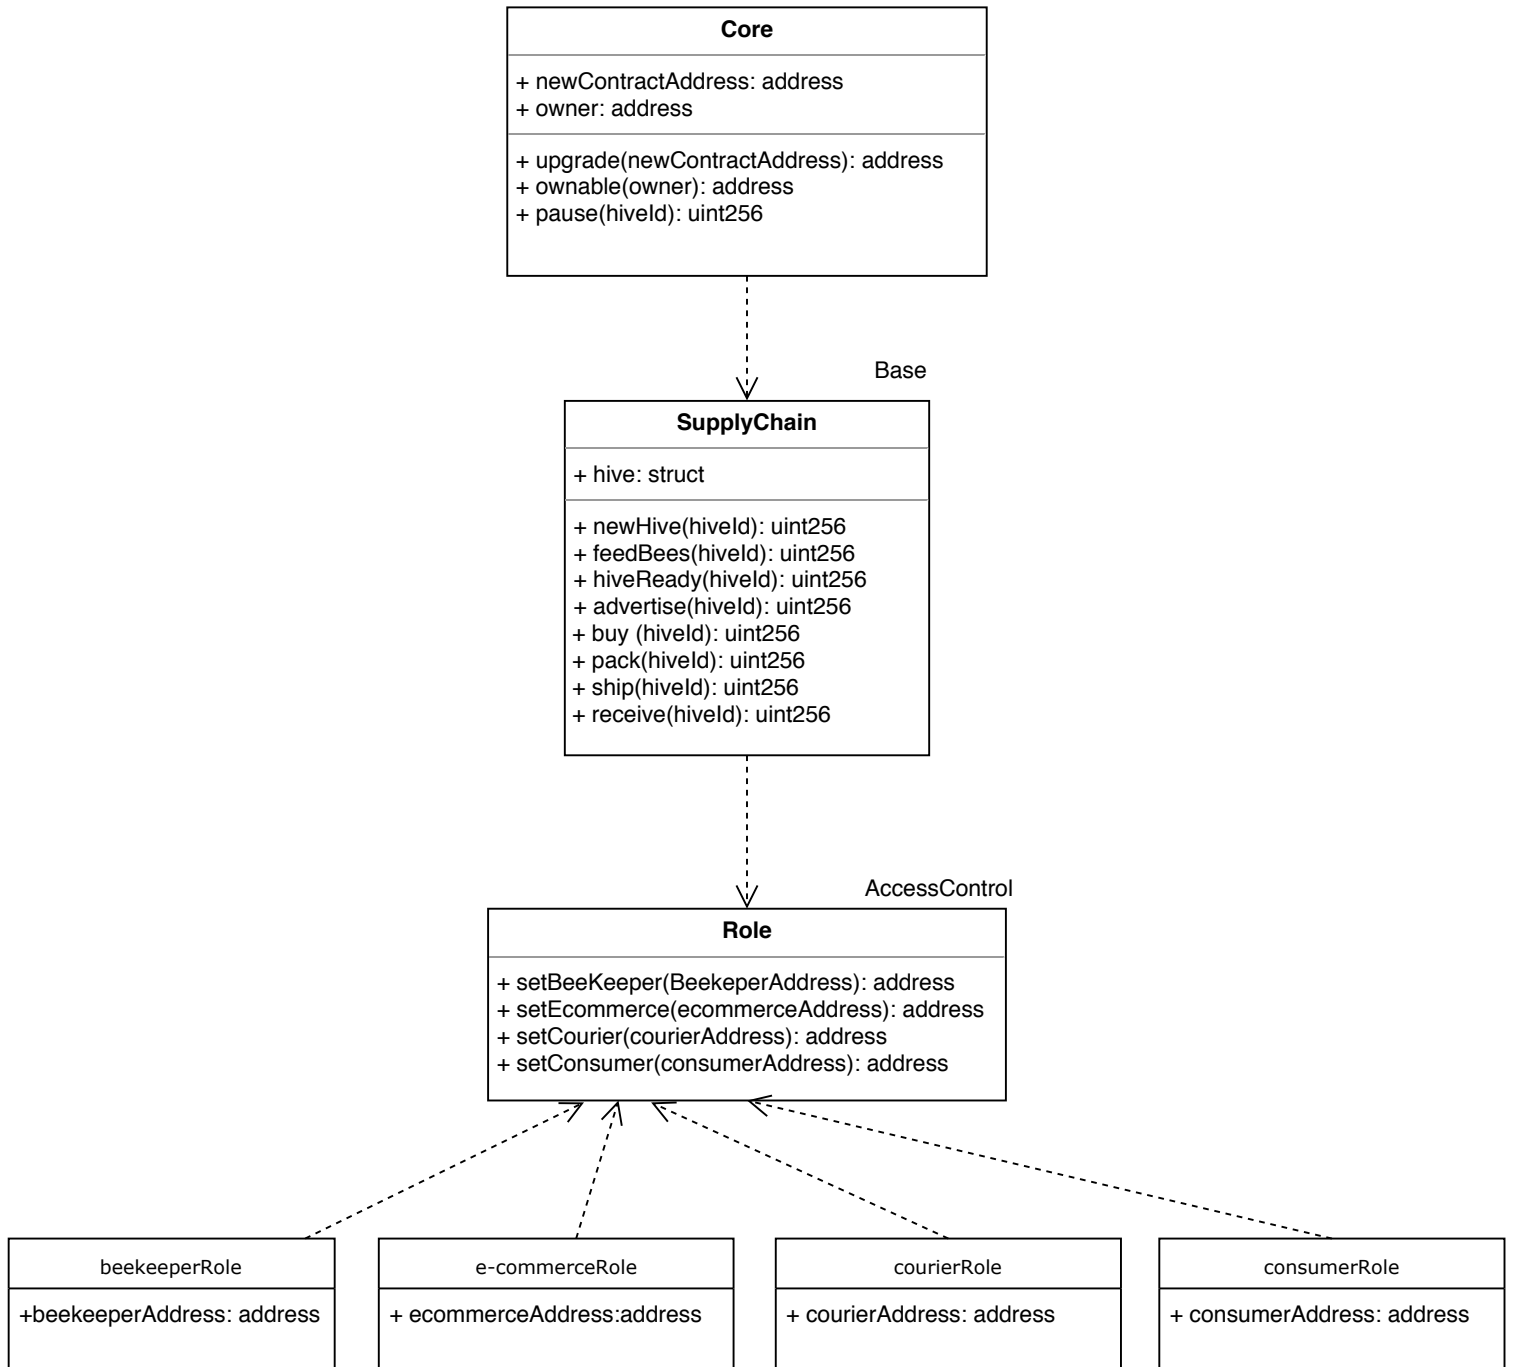 Core
+ newContractAddress: address
+ owner: address
+ upgrade(newContractAddress): address
+ ownable(owner): address
+ pause(hiveId): uint256
Base
SupplyChain
+ hive: struct
+ newHive(hiveId): uint256
+ feedBees(hiveId): uint256
+ hiveReady(hiveId): uint256
+ advertise(hiveId): uint256
+ buy (hiveId): uint256
+ pack(hiveId): uint256
+ ship(hiveId): uint256
+ receive(hiveId): uint256
AccessControl
Role
+ setBeeKeeper(BeekeperAddress): address
+ setEcommerce(ecommerceAddress): address
+ setCourier(courierAddress): address
+ setConsumer(consumerAddress): address
beekeeperRole
+beekeeperAddress: address
e-commerceRole
+ ecommerceAddress:address
courierRole
+ courierAddress: address
consumerRole
+ consumerAddress: address